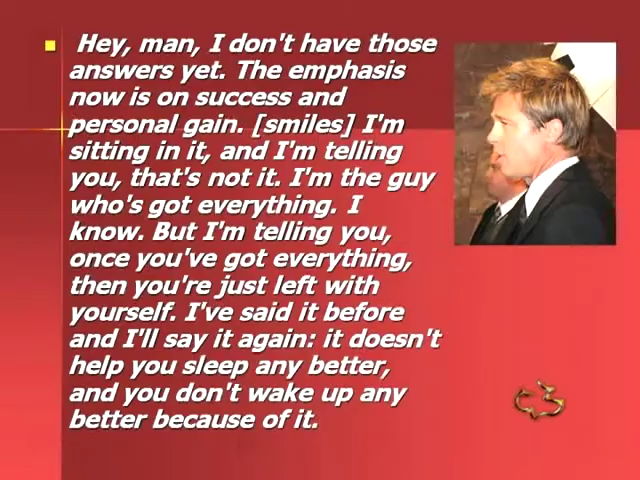 Hey, man, I don't have those
answers yet. The emphasis
now is on success and
personal gain. [smiles] I'm
sitting in it, and I'm telling
you, that's not it. I'm the guy
who's got everything. I
know. But I'm telling you,
once you've got everything,
then you're just left with
yourself. I've said it before
and I'll say it again: it doesn't
help you sleep any better,
and you don't wake up any
better because of it.